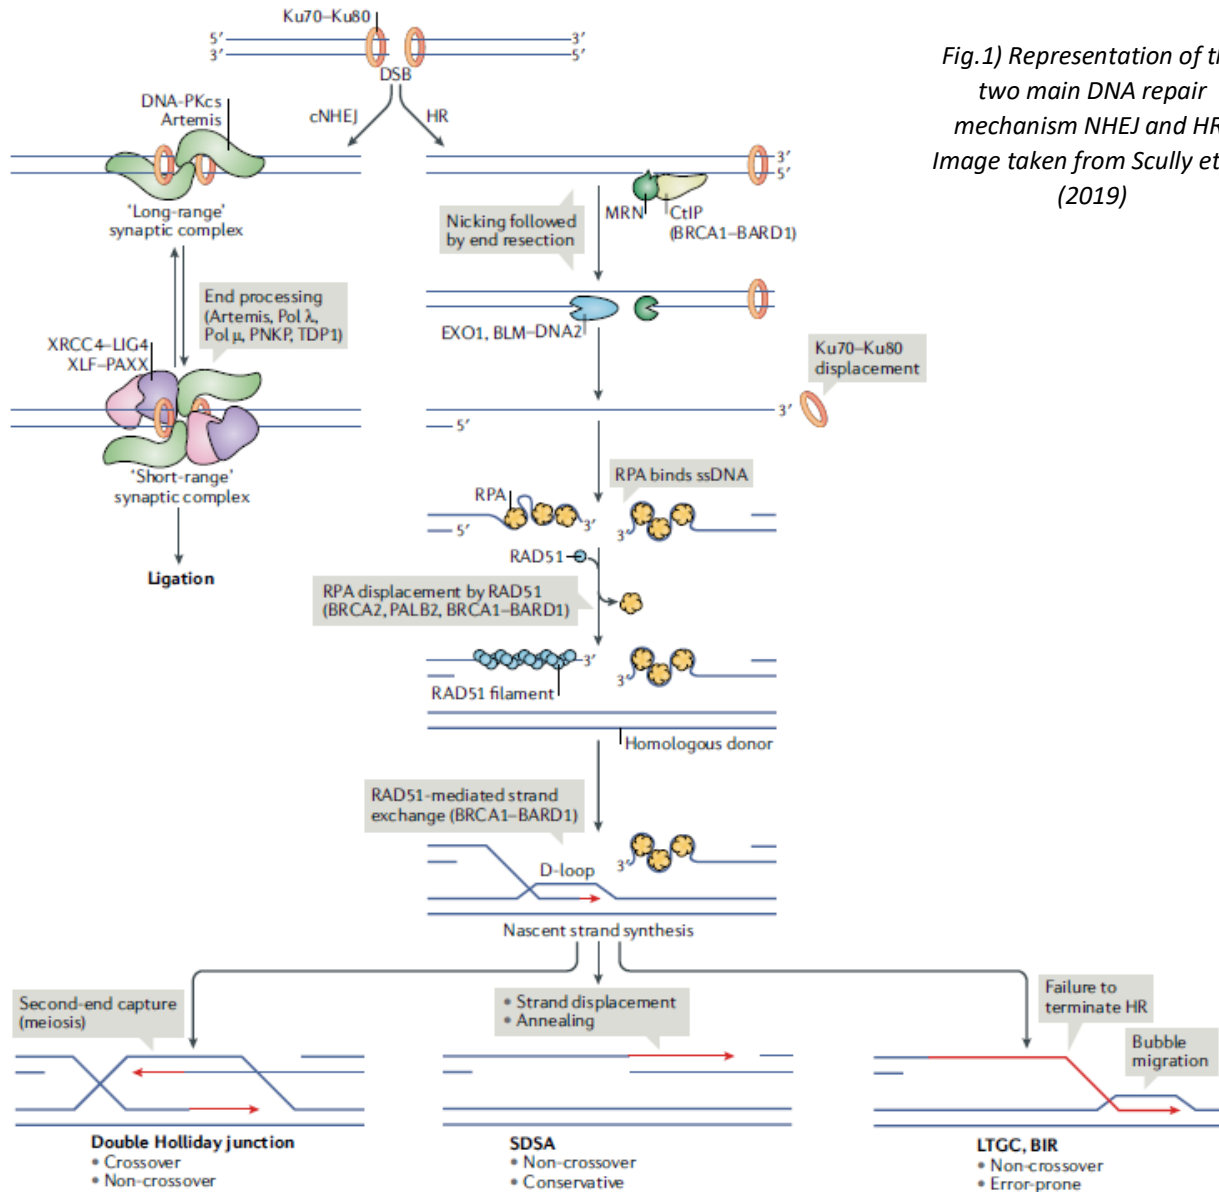 Ku70–Ku80
5′
3′
3′
5′
DSB
cNHEJ
HR
Fig.1) Representation of th
two main DNA repair
mechanism NHEJ and HR
Image taken from Scully et
(2019)
DNA-PKcs
Artemis
'Long-range'
synaptic complex
End processing
(Artemis, Pol λ,
Pol μ, PNKP, TDP1)
XRCC4–LIG4
XLF–PAXX
'Short-range'
synaptic complex
Ligation
3′
5′
MRN
CtIP
(BRCA1–BARD1)
Nicking followed
by end resection
EXO1, BLM–DNA2
Ku70–Ku80
displacement
3′
5′
RPA binds ssDNA
RPA
5′
3′
3′
RAD51
RPA displacement by RAD51
(BRCA2, PALB2, BRCA1–BARD1)
3′
3′
RAD51 filament
Homologous donor
RAD51-mediated strand
exchange (BRCA1–BARD1)
3′
D-loop
Nascent strand synthesis
Second-end capture
(meiosis)
• Strand displacement
• Annealing
Failure to
terminate HR
Bubble
migration
Double Holliday junction
• Crossover
• Non-crossover
SDSA
• Non-crossover
• Conservative
LTGC, BIR
• Non-crossover
• Error-prone